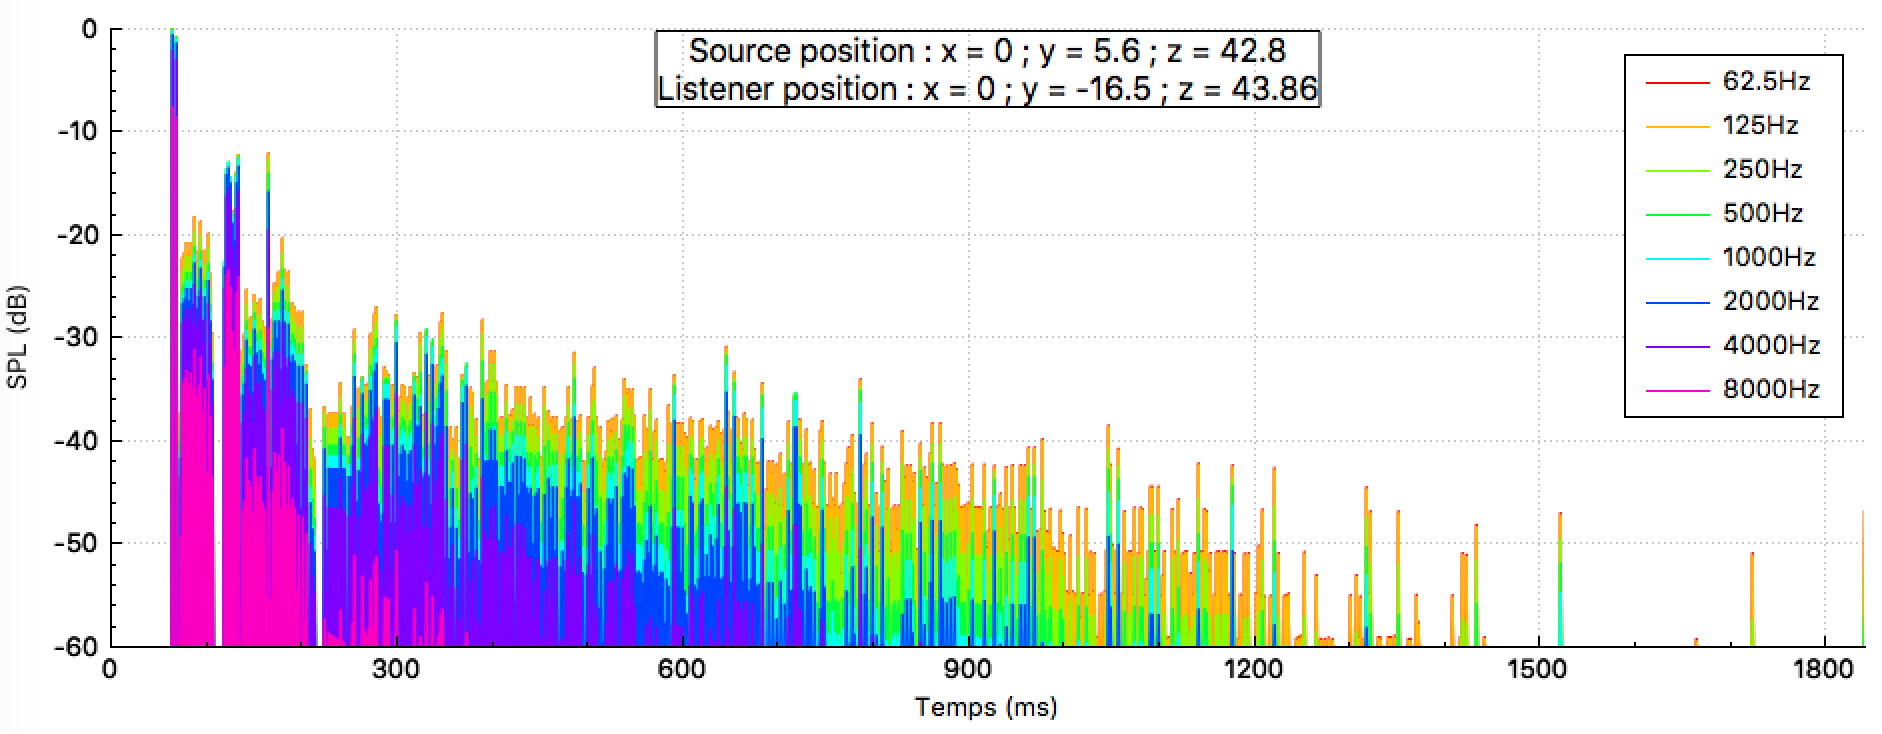 Source position : x = 0 ; y = 5.6 ; z = 42.8
Listener position : x = 0 ; y = -16.5 ; z = 43.86
62.5Hz
125Hz
250Hz
500Hz
1000Hz
2000Hz
4000Hz
8000Hz
0
-10
-20
-30
-40
-50
-60
SPL (dB)
0 300 600 900 1200 1500 1800
Temps (ms)